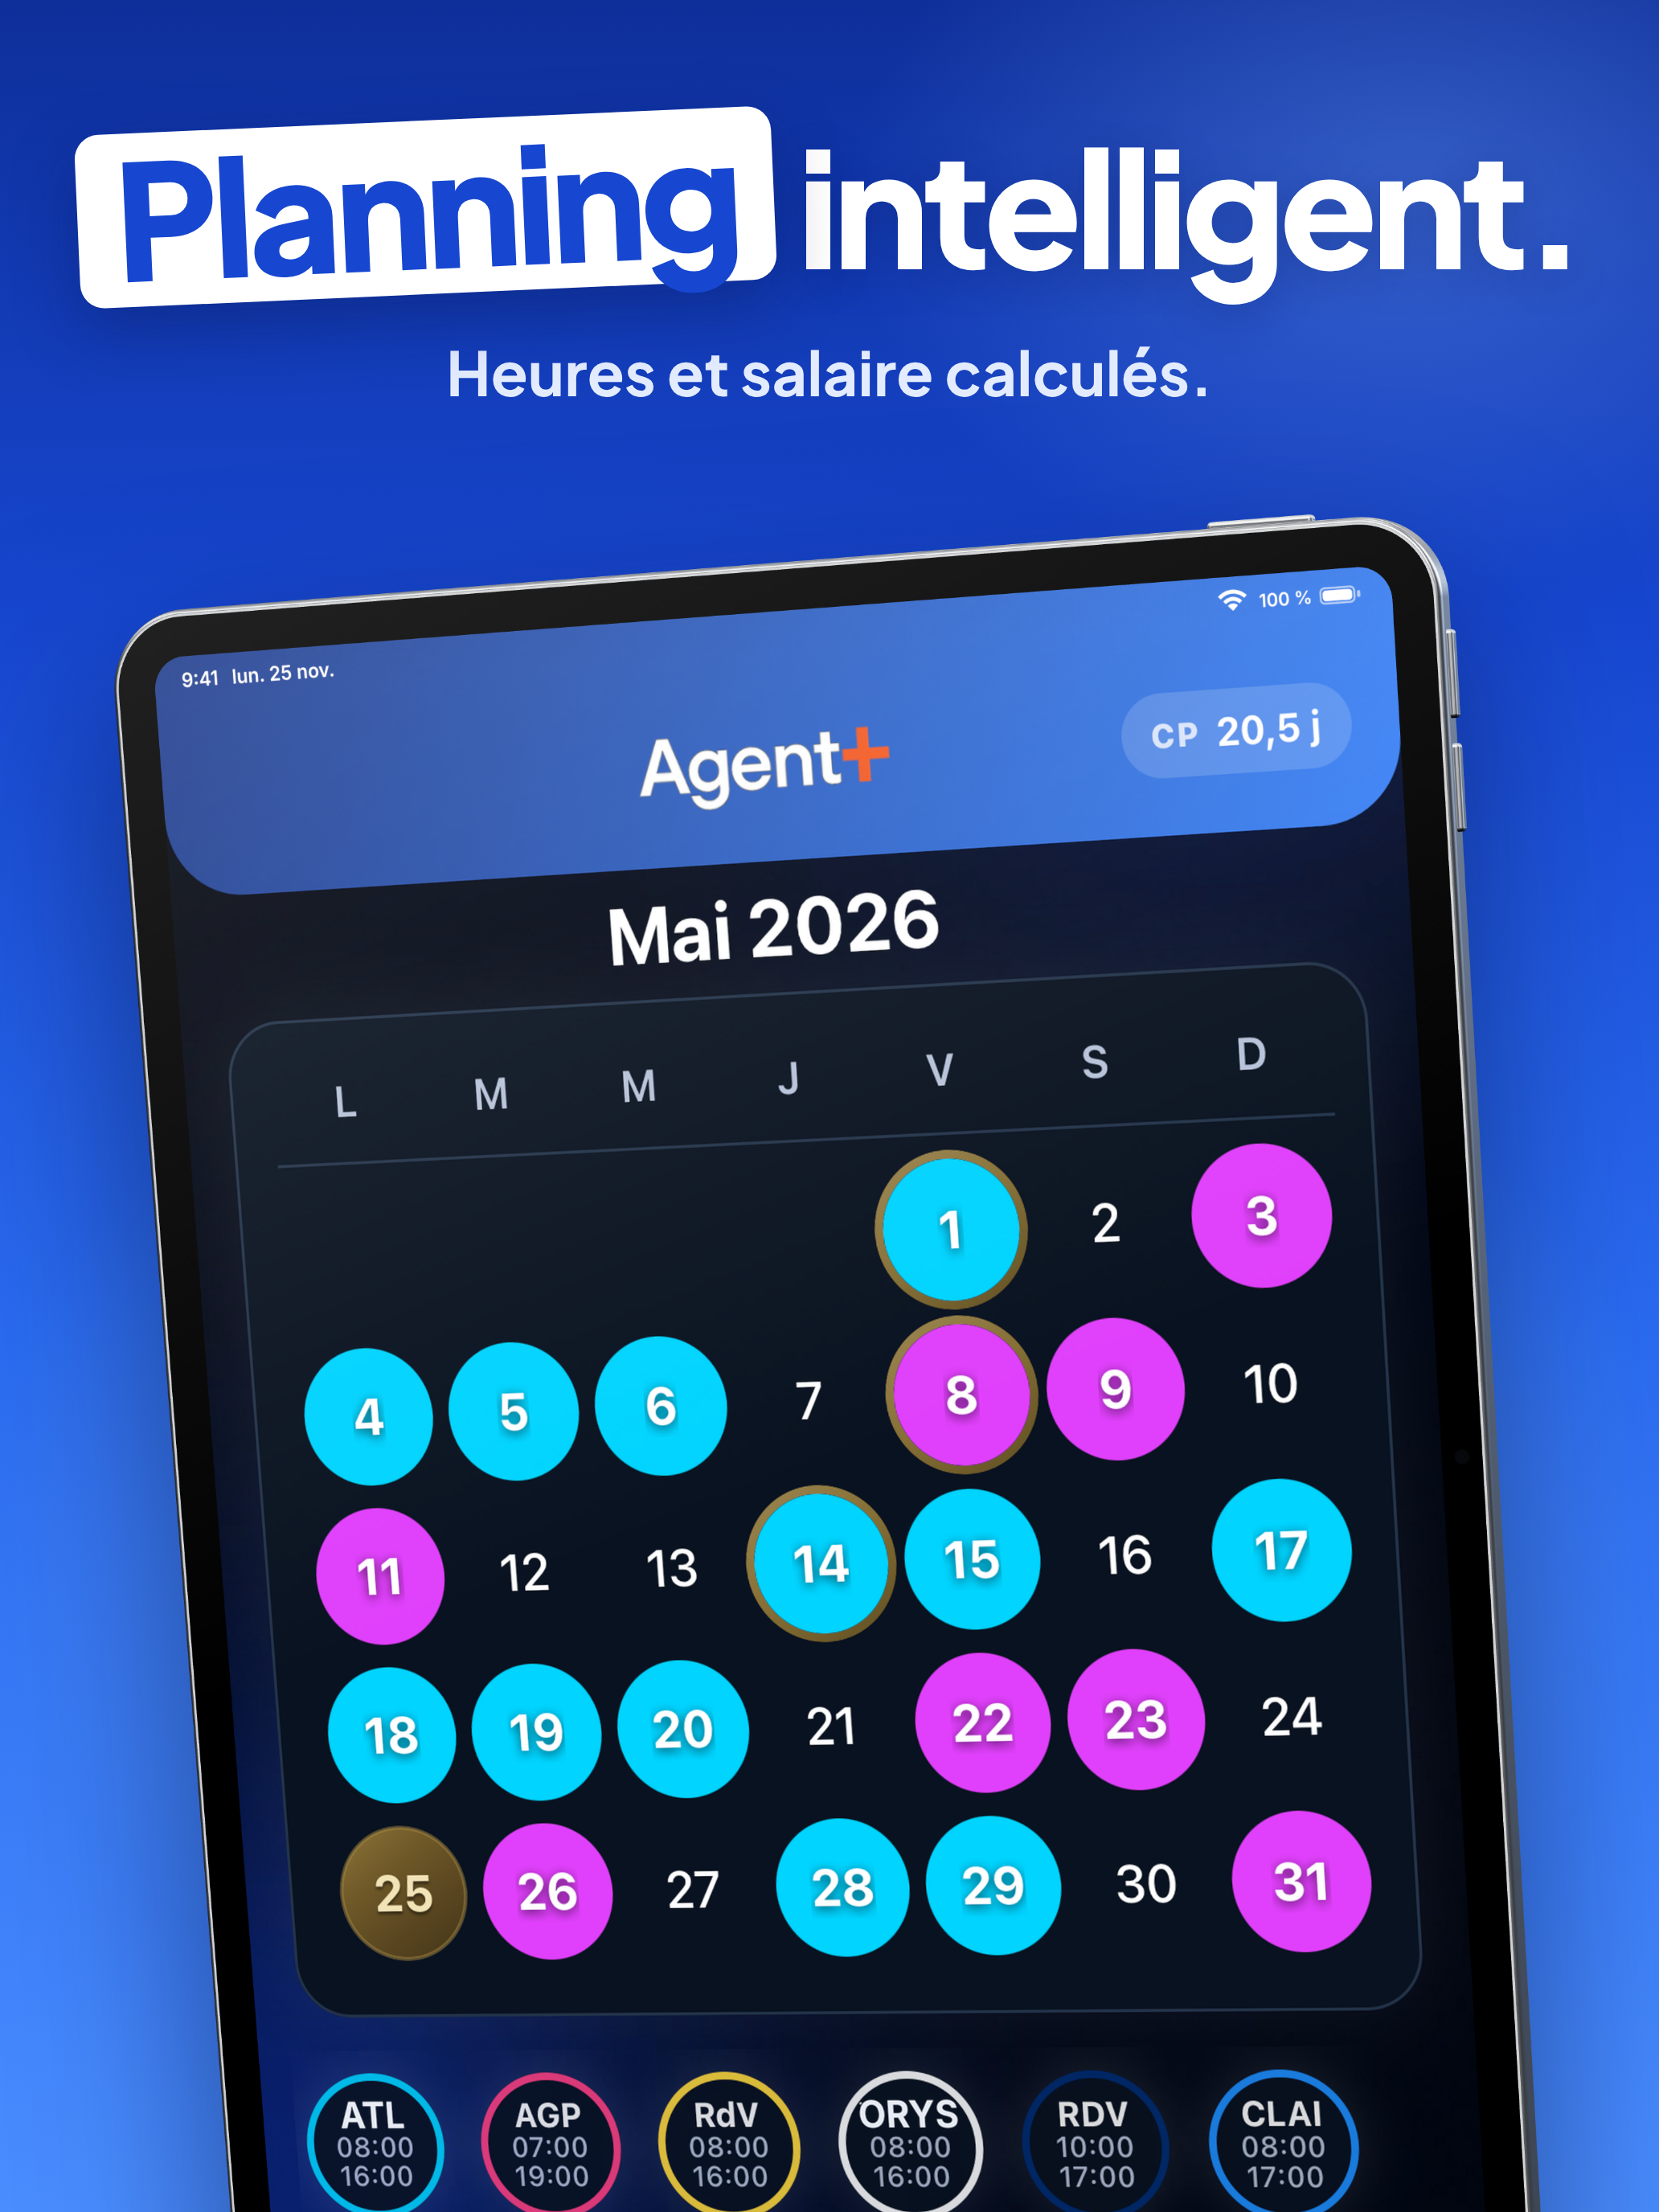 Planning intelligent.
Heures et salaire calculés.
9:41 lun. 25 nov.
100 %
Agent+
CP 20,5 j
Mai 2026
L M M J V S D
1 2 3
4 5 6 7 8 9 10
11 12 13 14 15 16 17
18 19 20 21 22 23 24
25 26 27 28 29 30 31
ATL
08:00
16:00
AGP
07:00
19:00
RdV
08:00
16:00
ORYS
08:00
16:00
RDV
10:00
17:00
CLAI
08:00
17:00